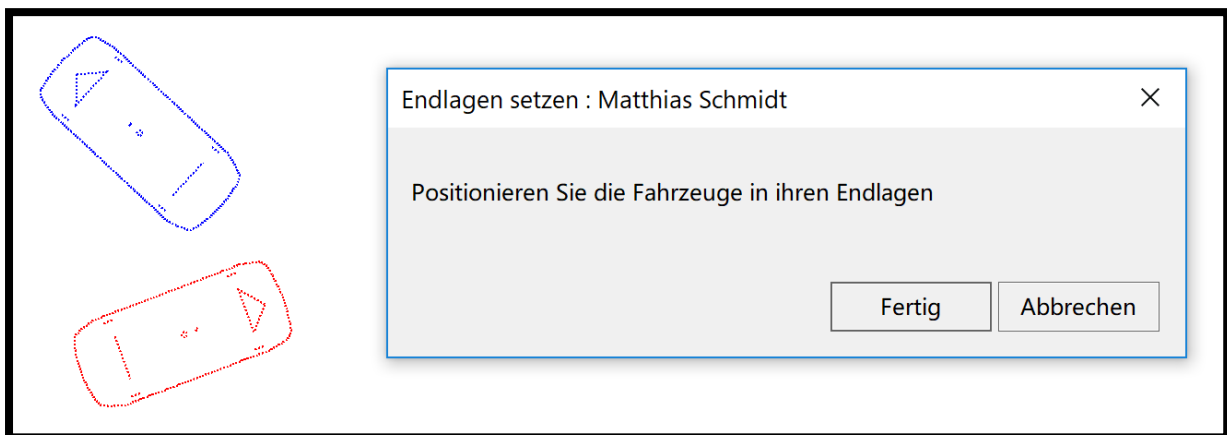 Endlagen setzen : Matthias Schmidt
Positionieren Sie die Fahrzeuge in ihren Endlagen
Fertig Abbrechen